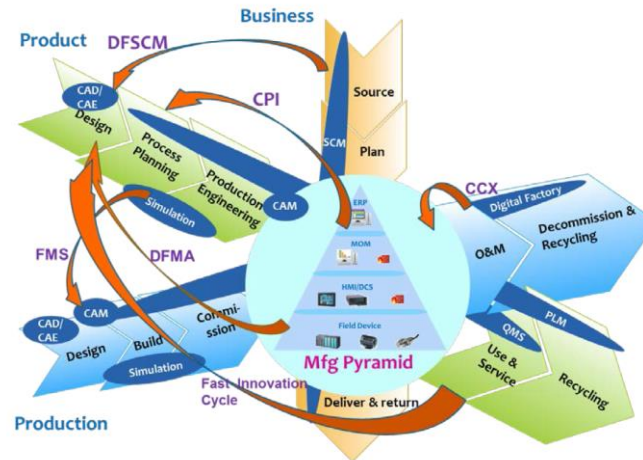 Business
Product
DFSCM
CAD/
CAE
Design
Process
Planning
Production
Engineering
Simulation
CAM
CPI
SCM
Source
Plan
CCX
Digital Factory
Decommission &
Recycling
O&M
ERP
MOM
HMI/DCS
Field Device
Mfg Pyramid
FMS
DFMA
CAM
CAD/
CAE
Design
Build
Commi-
ssion
Simulation
Fast Innovation
Cycle
Deliver & return
QMS
PLM
Use &
Service
Recycling
Production